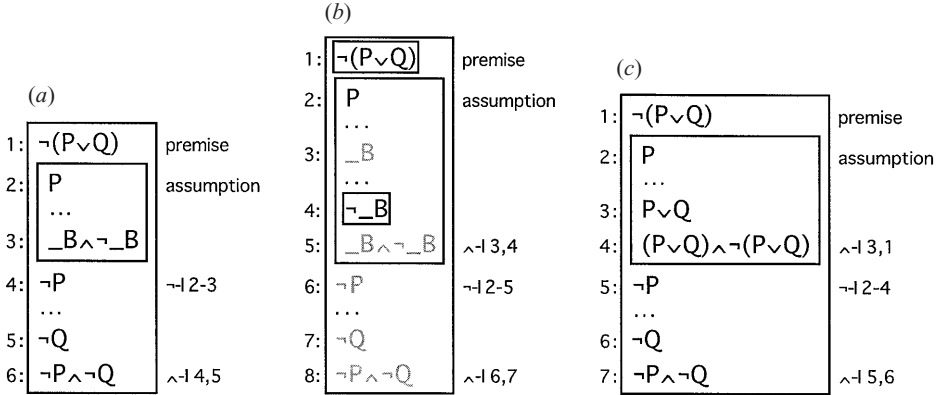 (a)
1: ¬(P∨Q) premise
2: P assumption
...
3: _B∧¬_B
4: ¬P ¬-I 2-3
...
5: ¬Q
6: ¬P∧¬Q ∧-I 4,5
(b)
1: ¬(P∨Q) premise
2: P assumption
...
3: _B
...
4: ¬_B
5: _B∧¬_B ∧-I 3,4
6: ¬P ¬-I 2-5
...
7: ¬Q
8: ¬P∧¬Q ∧-I 6,7
(c)
1: ¬(P∨Q) premise
2: P assumption
...
3: P∨Q
4: (P∨Q)∧¬(P∨Q) ∧-I 3,1
5: ¬P ¬-I 2-4
...
6: ¬Q
7: ¬P∧¬Q ∧-I 5,6